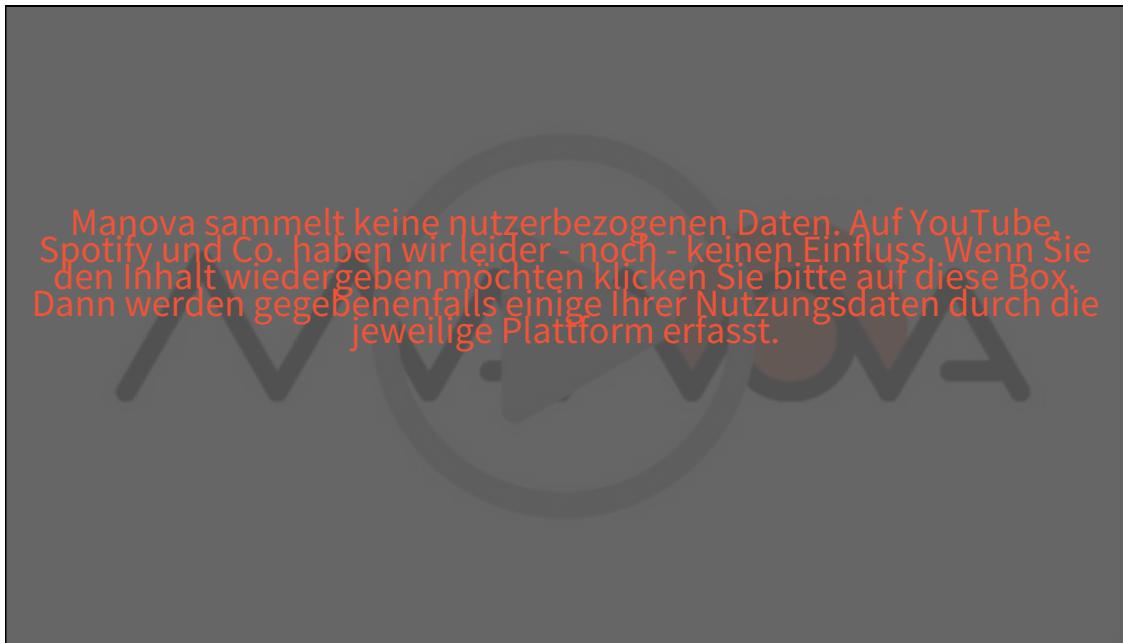 Manova sammelt keine nutzerbezogenen Daten. Auf YouTube,
Spotify und Co. haben wir leider - noch - keinen Einfluss. Wenn Sie
den Inhalt wiedergeben möchten klicken Sie bitte auf diese Box.
Dann werden gegebenenfalls einige Ihrer Nutzungsdaten durch die
jeweilige Plattform erfasst.
MANOVA